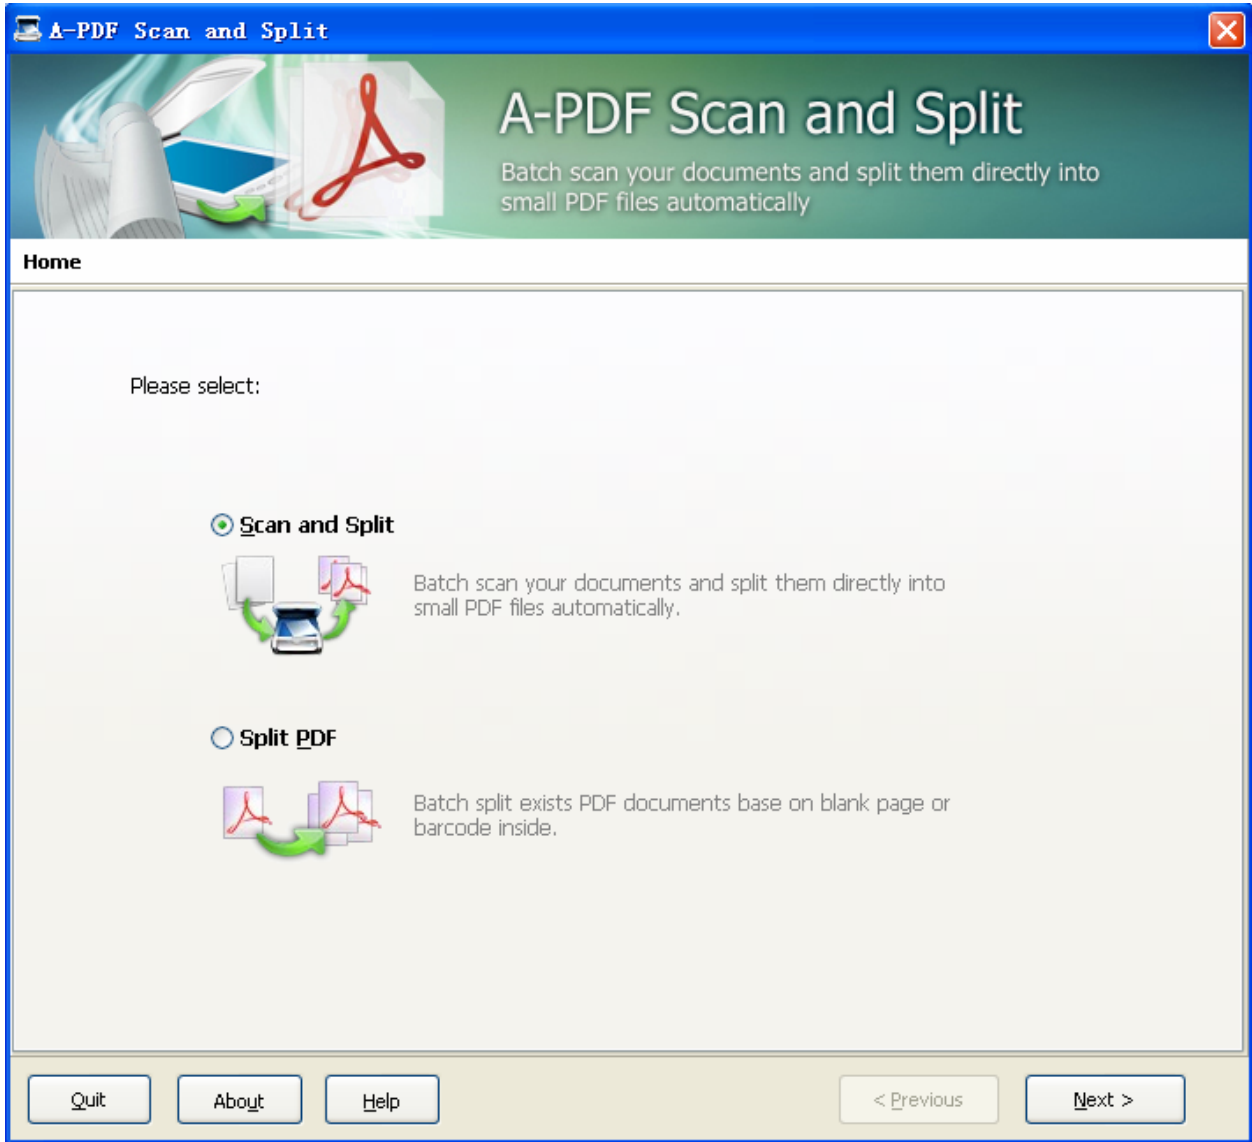 A-PDF Scan and Split
A-PDF Scan and Split
Batch scan your documents and split them directly into
small PDF files automatically
Home
Please select:
Scan and Split
Batch scan your documents and split them directly into
small PDF files automatically.
Split PDF
Batch split exists PDF documents base on blank page or
barcode inside.
Quit
About
Help
< Previous
Next >